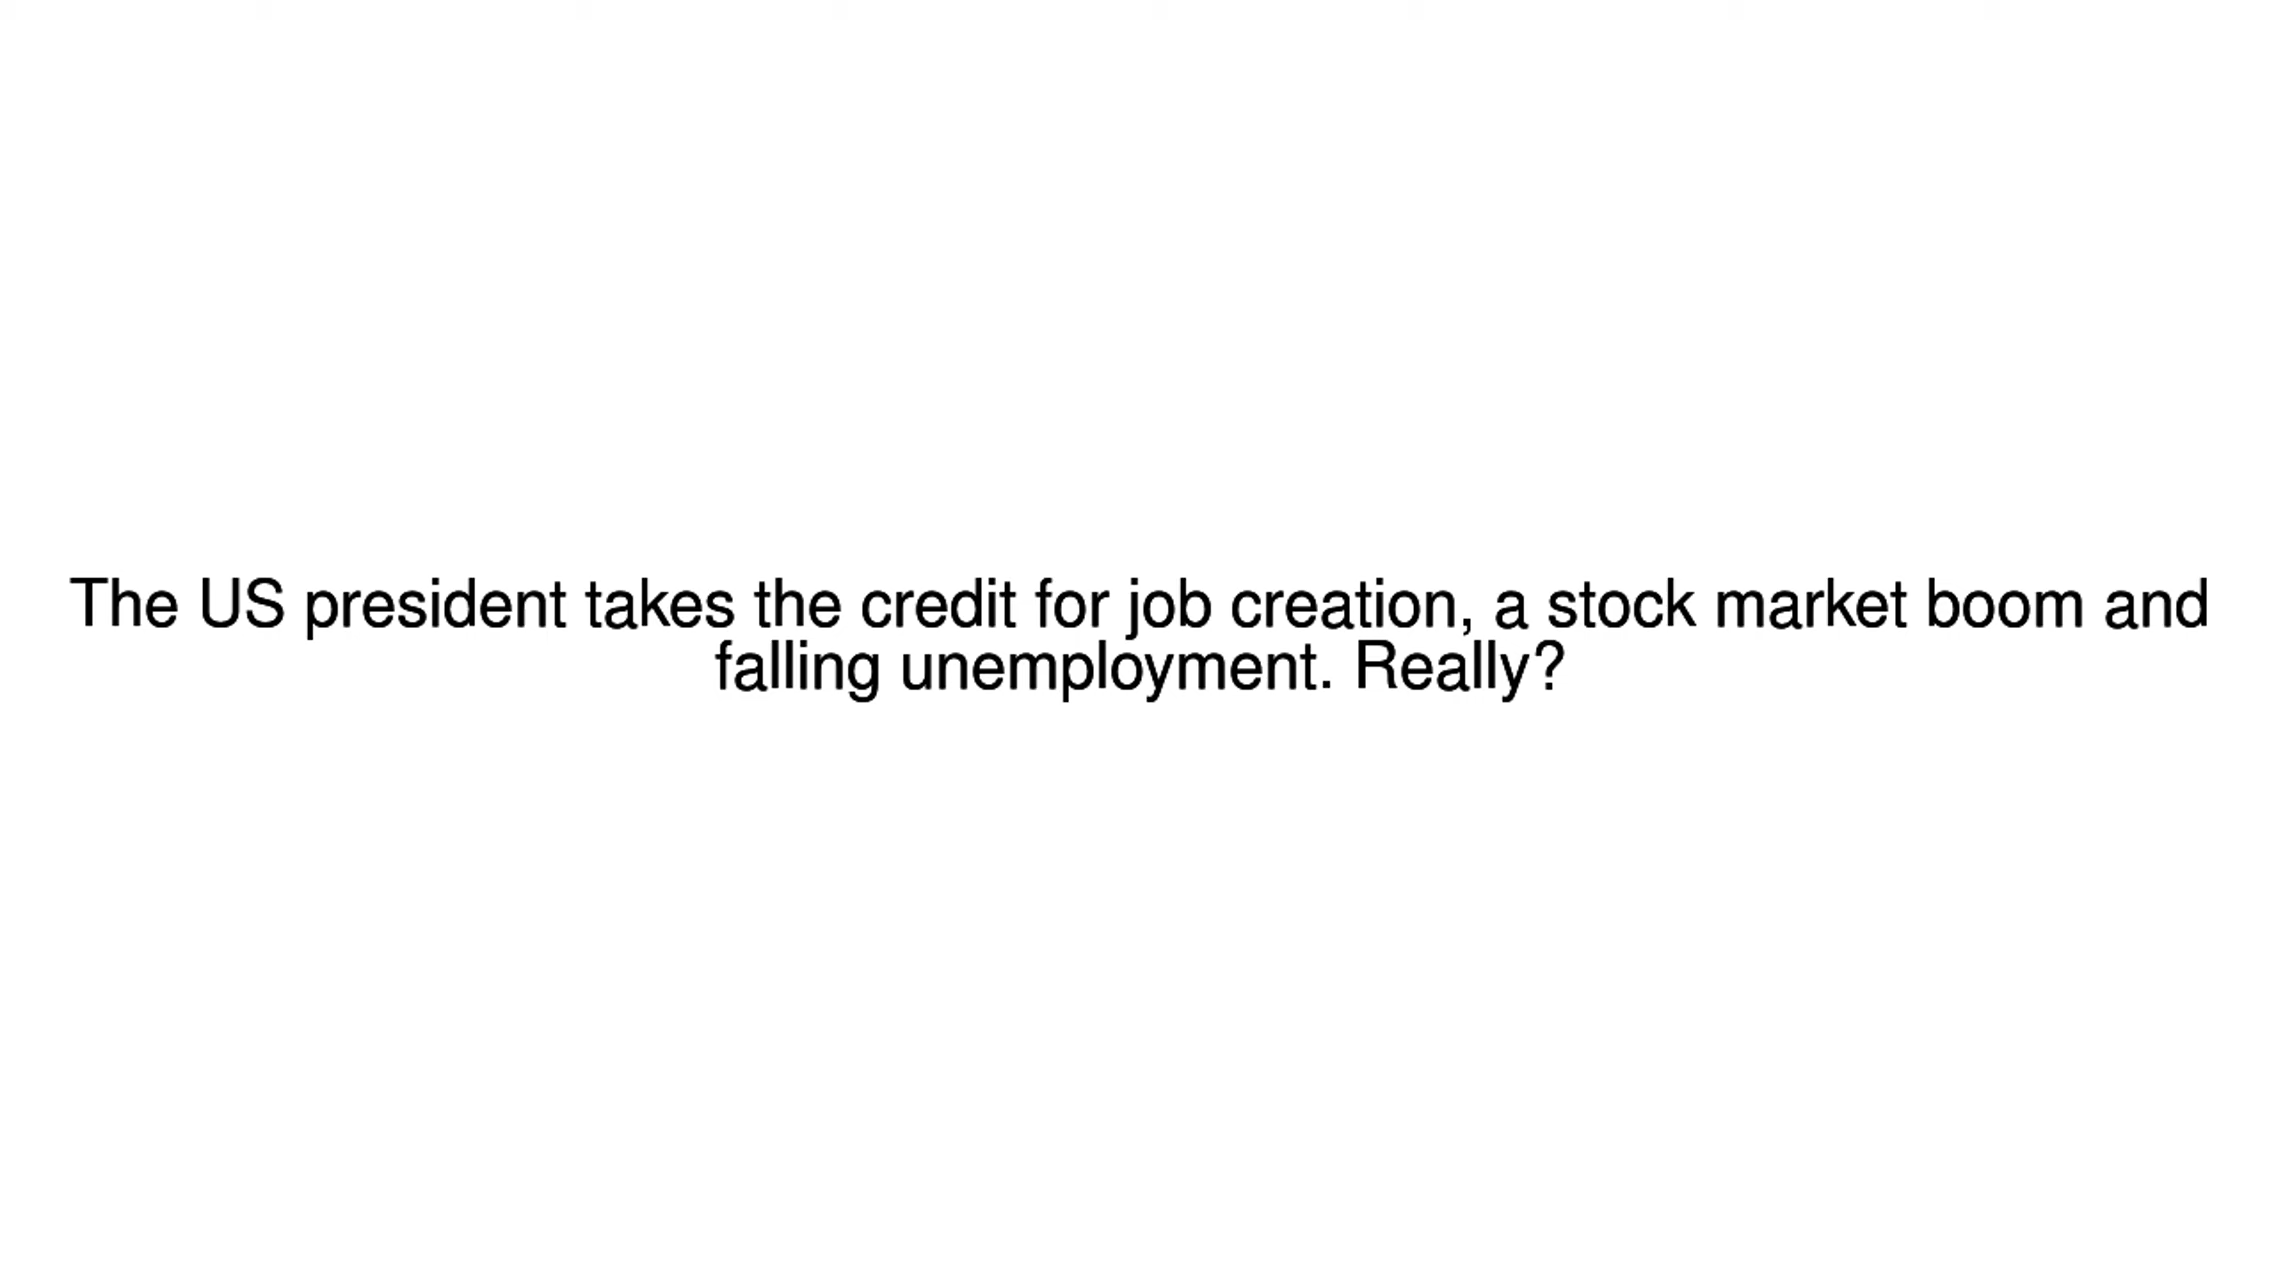 The US president takes the credit for job creation, a stock market boom and
falling unemployment. Really?